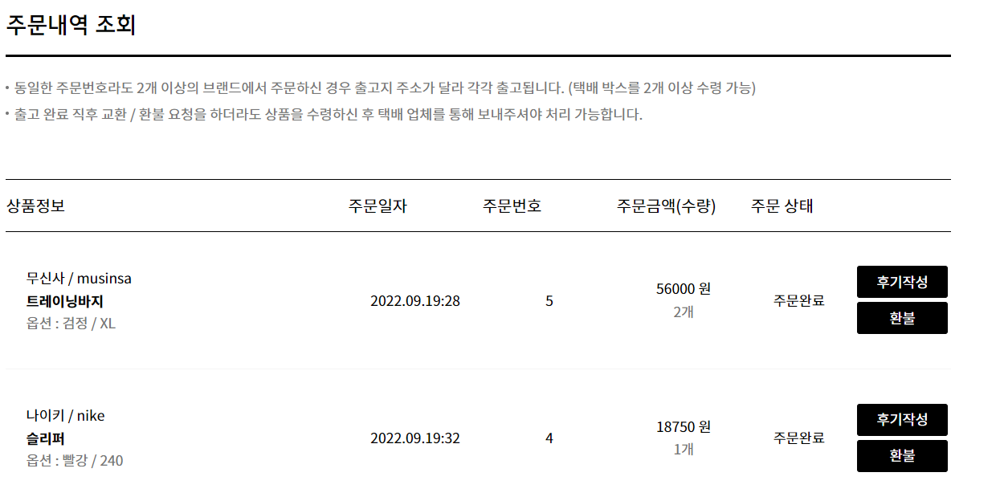 주문내역 조회
• 동일한 주문번호라도 2개 이상의 브랜드에서 주문하신 경우 출고지 주소가 달라 각각 출고됩니다. (택배 박스를 2개 이상 수령 가능)
• 출고 완료 직후 교환 / 환불 요청을 하더라도 상품을 수령하신 후 택배 업체를 통해 보내주셔야 처리 가능합니다.
상품정보 주문일자 주문번호 주문금액(수량) 주문 상태
무신사 / musinsa
트레이닝바지
옵션 : 검정 / XL
2022.09.19:28
5
56000 원
2개
주문완료
후기작성
환불
나이키 / nike
슬리퍼
옵션 : 빨강 / 240
2022.09.19:32
4
18750 원
1개
주문완료
후기작성
환불